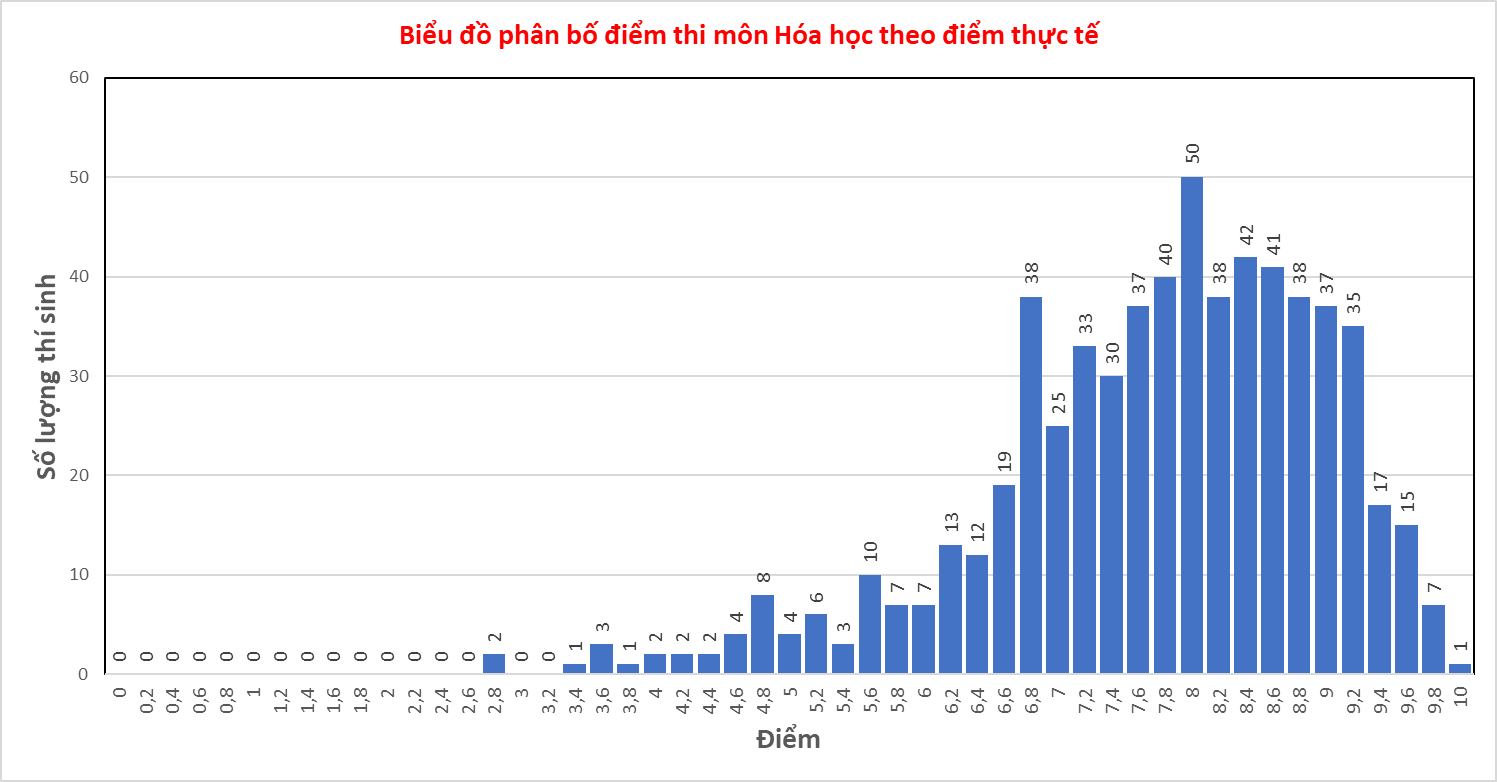 Biểu đồ phân bố điểm thi môn Hóa học theo điểm thực tế
60
50
40
30
20
10
0
Số lượng thí sinh
0 0 0 0 0 0 0 0 0 0 0 0 0 0 2 0 0 1 3 1 2 2 2 4 8 4 6 3 10 7 7 13 12 19 38 25 33 30 37 40 50 38 42 41 38 37 35 17 15 7 1
0 0,2 0,4 0,6 0,8 1 1,2 1,4 1,6 1,8 2 2,2 2,4 2,6 2,8 3 3,2 3,4 3,6 3,8 4 4,2 4,4 4,6 4,8 5 5,2 5,4 5,6 5,8 6 6,2 6,4 6,6 6,8 7 7,2 7,4 7,6 7,8 8 8,2 8,4 8,6 8,8 9 9,2 9,4 9,6 9,8 10
Điểm